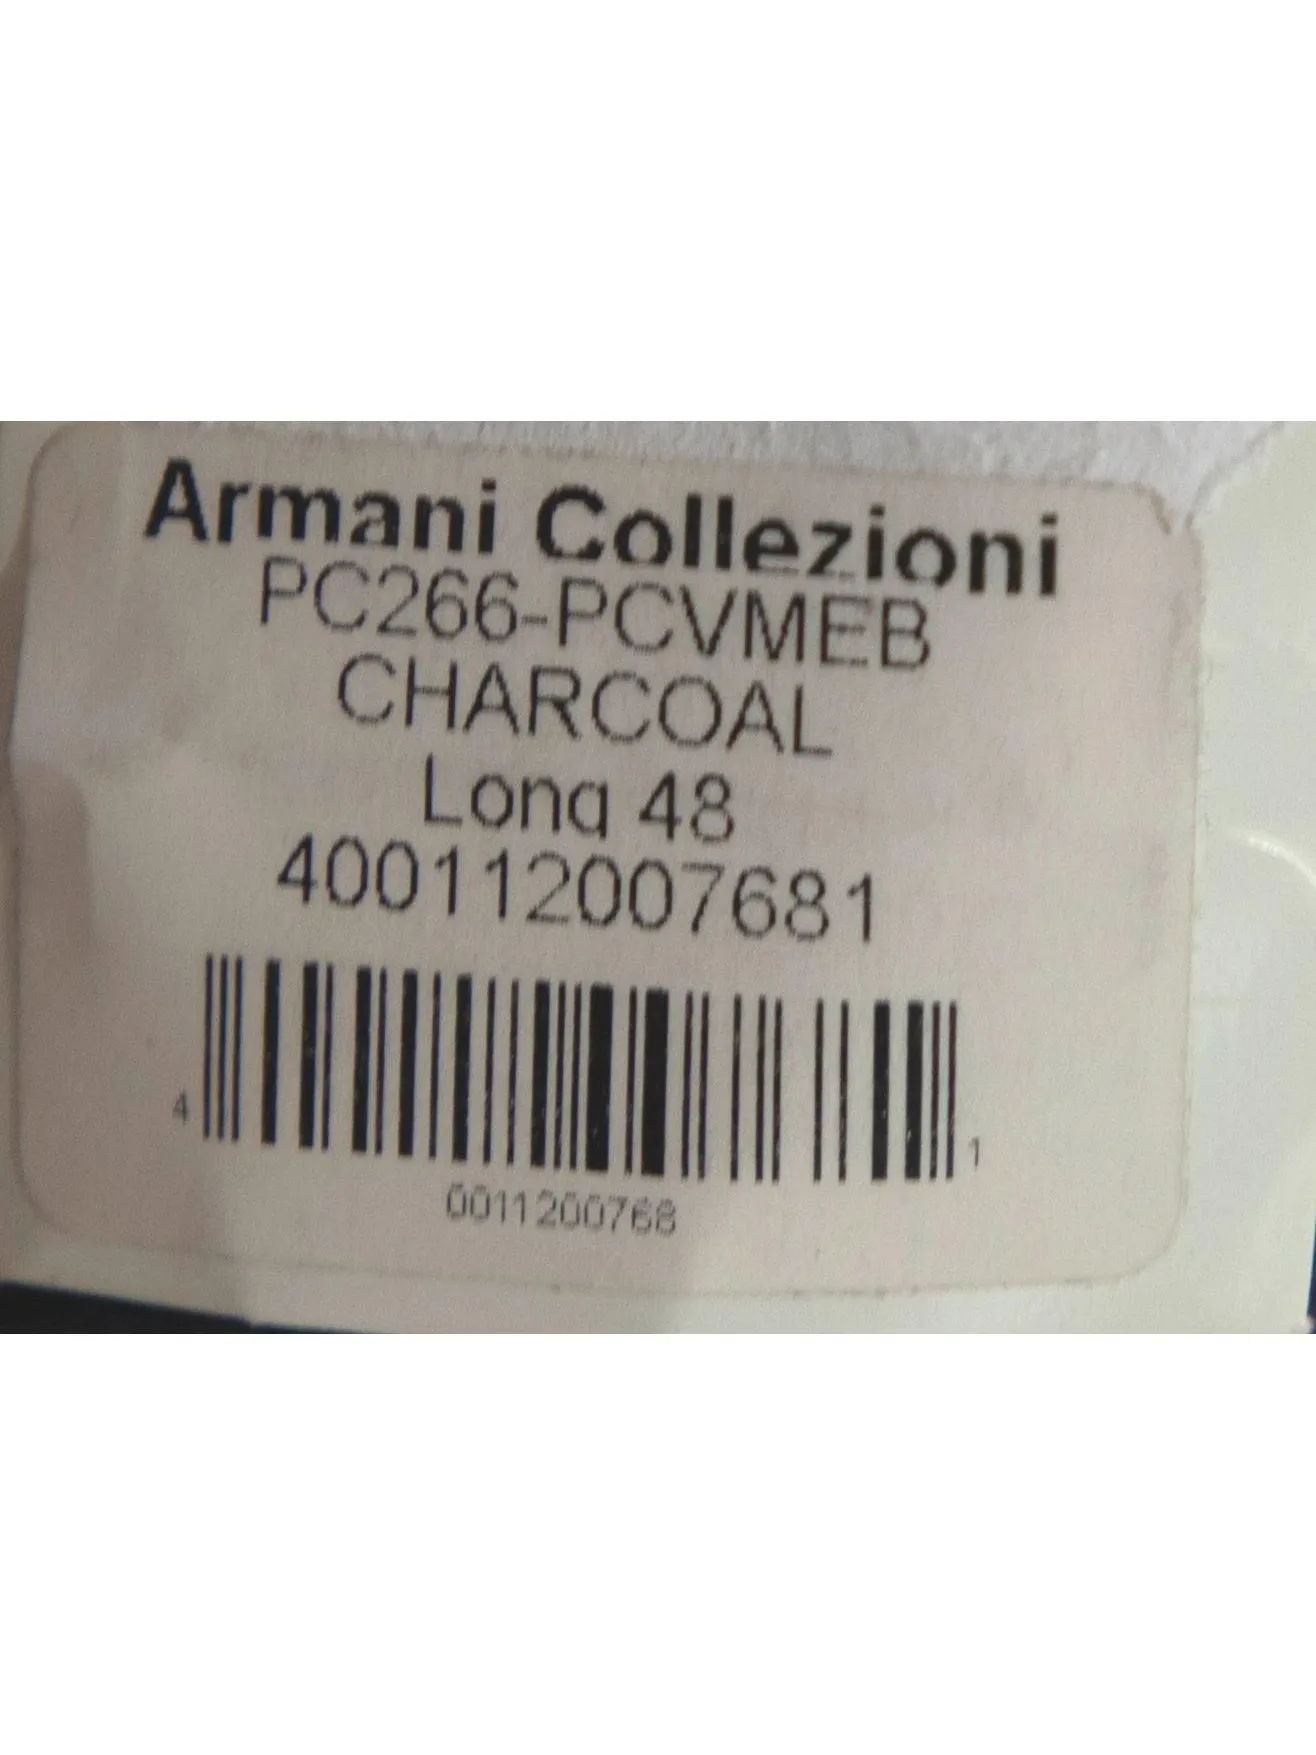 Armani Collezioni
PC266-PCVMEB
CHARCOAL
Long 48
400112007681
4 1
0011200768